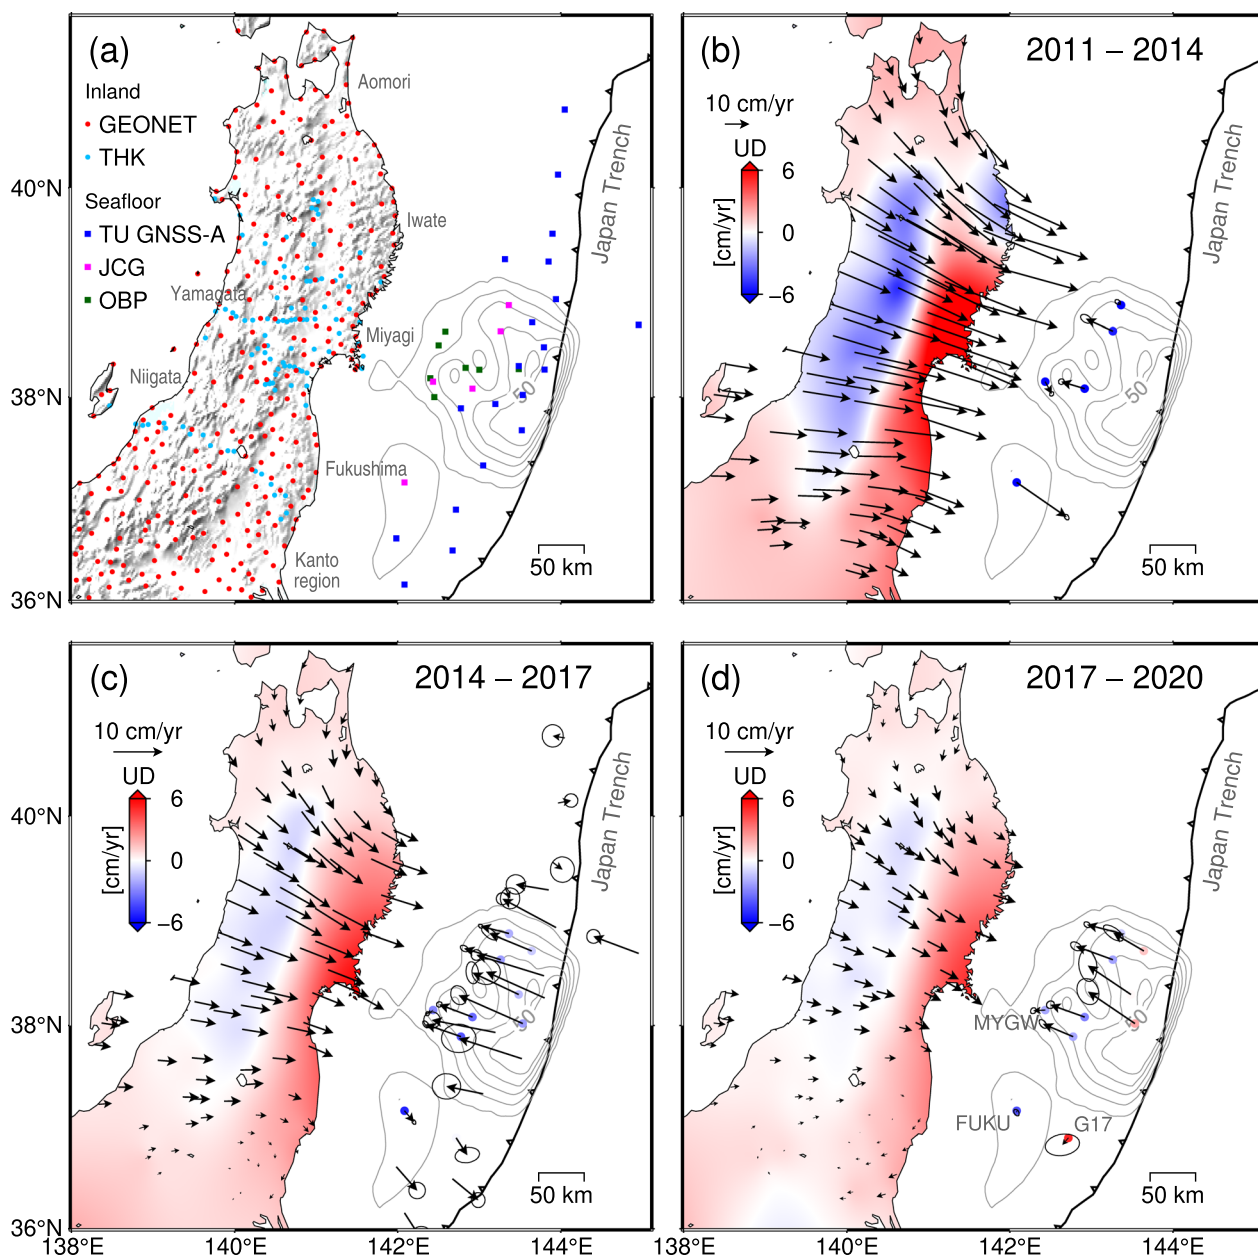 (a)
Inland
GEONET
THK
Seafloor
TU GNSS-A
JCG
OBP
Aomori
Iwate
Yamagata
Miyagi
Niigata
Fukushima
Kanto
region
Japan Trench
50
50 km
40°N
38°N
36°N
(b)
2011 – 2014
10 cm/yr
UD
6
0
−6
[cm/yr]
Japan Trench
50
50 km
(c)
2014 – 2017
10 cm/yr
UD
6
0
−6
[cm/yr]
Japan Trench
50
50 km
40°N
38°N
36°N
138°E
140°E
142°E
144°E
(d)
2017 – 2020
10 cm/yr
UD
6
0
−6
[cm/yr]
Japan Trench
50
MYGW
FUKU
G17
50 km
140°E
142°E
144°E